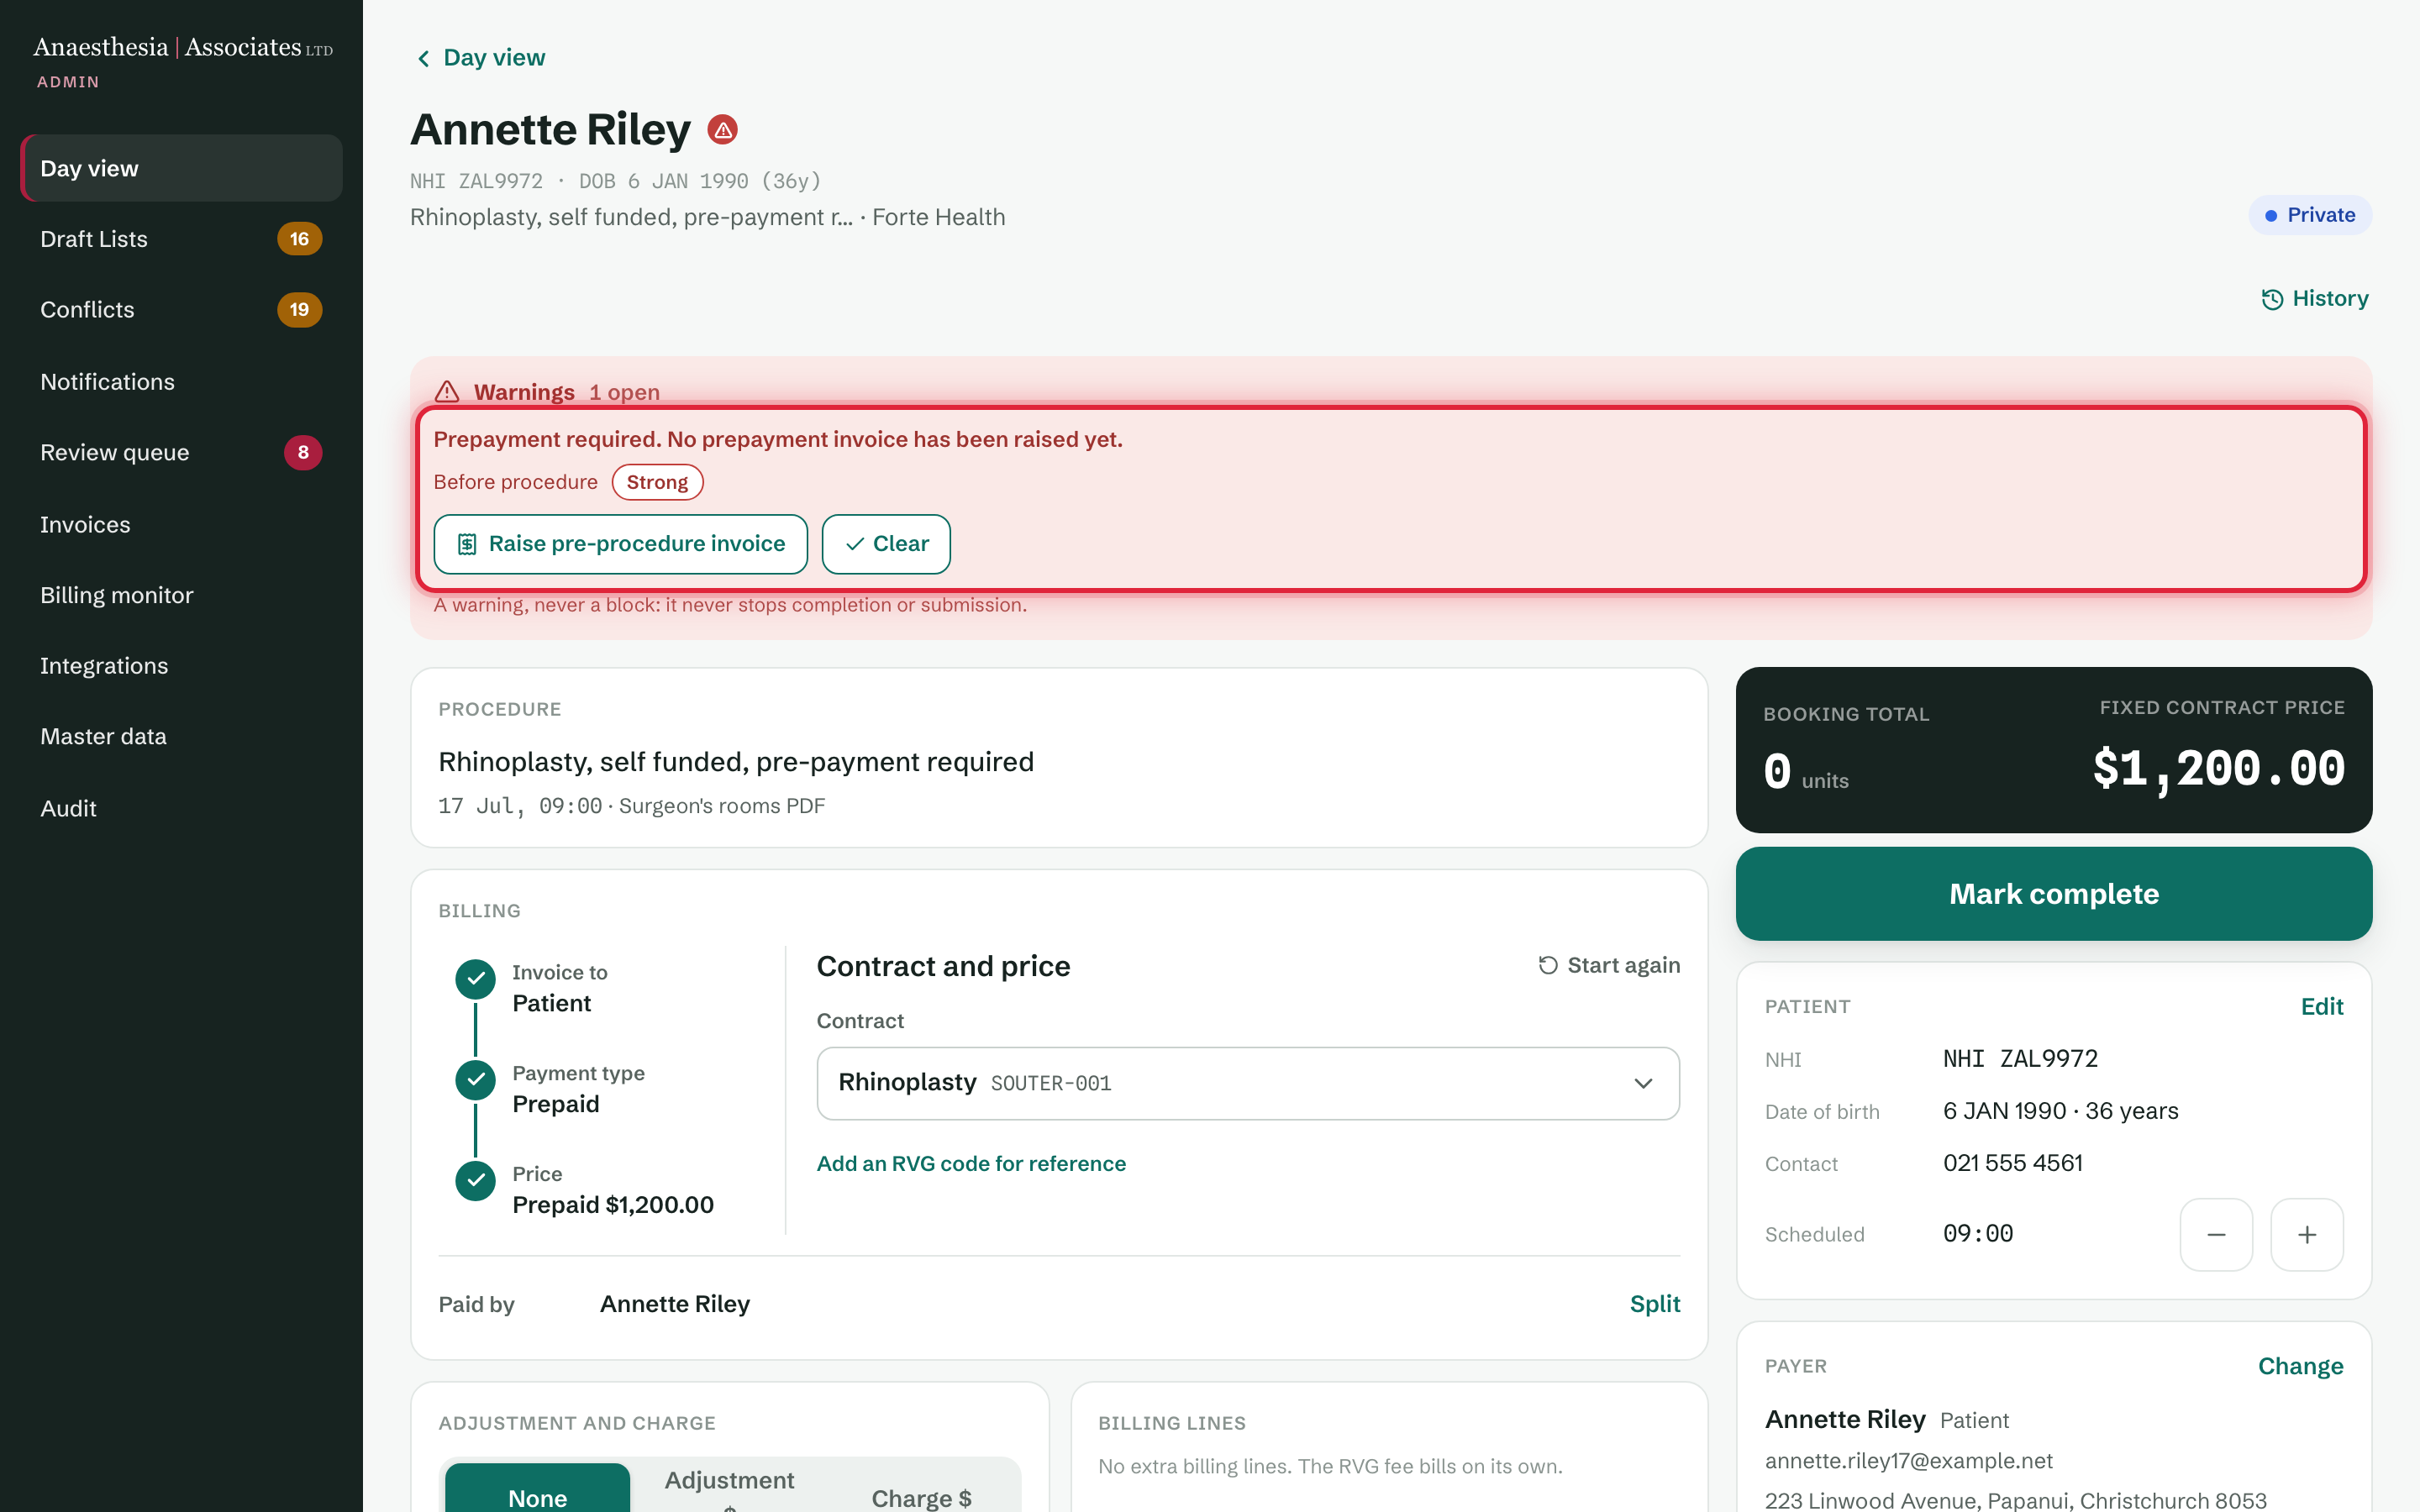 Anaesthesia | Associates LTD
ADMIN
Day view
Draft Lists 16
Conflicts 19
Notifications
Review queue 8
Invoices
Billing monitor
Integrations
Master data
Audit
Day view
Annette Riley
NHI ZAL9972 · DOB 6 JAN 1990 (36y)
Rhinoplasty, self funded, pre-payment r... · Forte Health
Private
History
Warnings 1 open
Prepayment required. No prepayment invoice has been raised yet.
Before procedure Strong
Raise pre-procedure invoice Clear
A warning, never a block: it never stops completion or submission.
PROCEDURE
Rhinoplasty, self funded, pre-payment required
17 Jul, 09:00 · Surgeon's rooms PDF
BILLING
Invoice to
Patient
Payment type
Prepaid
Price
Prepaid $1,200.00
Contract and price Start again
Contract
Rhinoplasty SOUTER-001
Add an RVG code for reference
Paid by Annette Riley Split
ADJUSTMENT AND CHARGE
None Adjustment Charge $
BILLING LINES
No extra billing lines. The RVG fee bills on its own.
BOOKING TOTAL FIXED CONTRACT PRICE
0 units $1,200.00
Mark complete
PATIENT Edit
NHI NHI ZAL9972
Date of birth 6 JAN 1990 · 36 years
Contact 021 555 4561
Scheduled 09:00 − +
PAYER Change
Annette Riley Patient
annette.riley17@example.net
223 Linwood Avenue, Papanui, Christchurch 8053